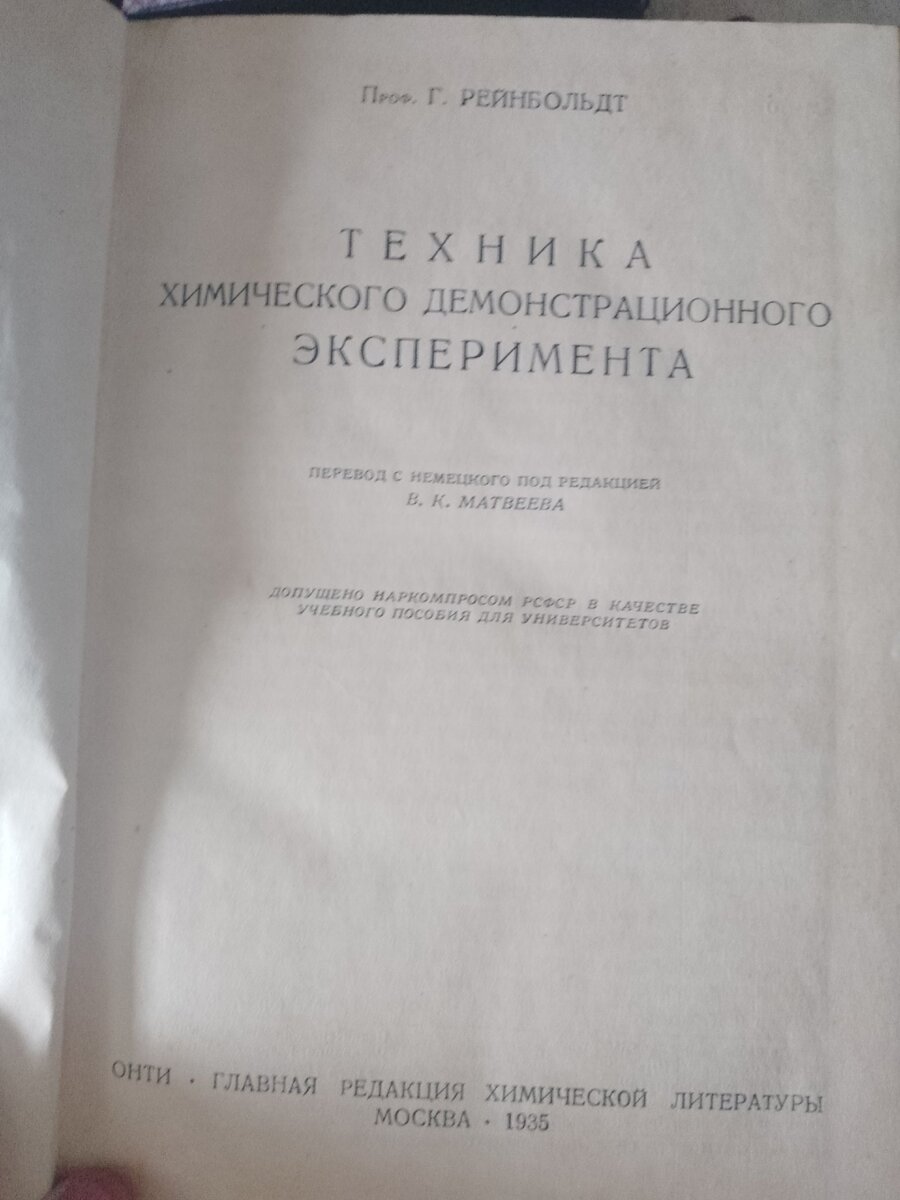 Проф. Г. РЕЙНБОЛЬДТ
ТЕХНИКА
ХИМИЧЕСКОГО ДЕМОНСТРАЦИОННОГО
ЭКСПЕРИМЕНТА
ПЕРЕВОД С НЕМЕЦКОГО ПОД РЕДАКЦИЕЙ
В. К. МАТВЕЕВА
ДОПУЩЕНО НАРКОМПРОСОМ РСФСР В КАЧЕСТВЕ
УЧЕБНОГО ПОСОБИЯ ДЛЯ УНИВЕРСИТЕТОВ
ОНТИ · ГЛАВНАЯ РЕДАКЦИЯ ХИМИЧЕСКОЙ ЛИТЕРАТУРЫ
МОСКВА · 1935